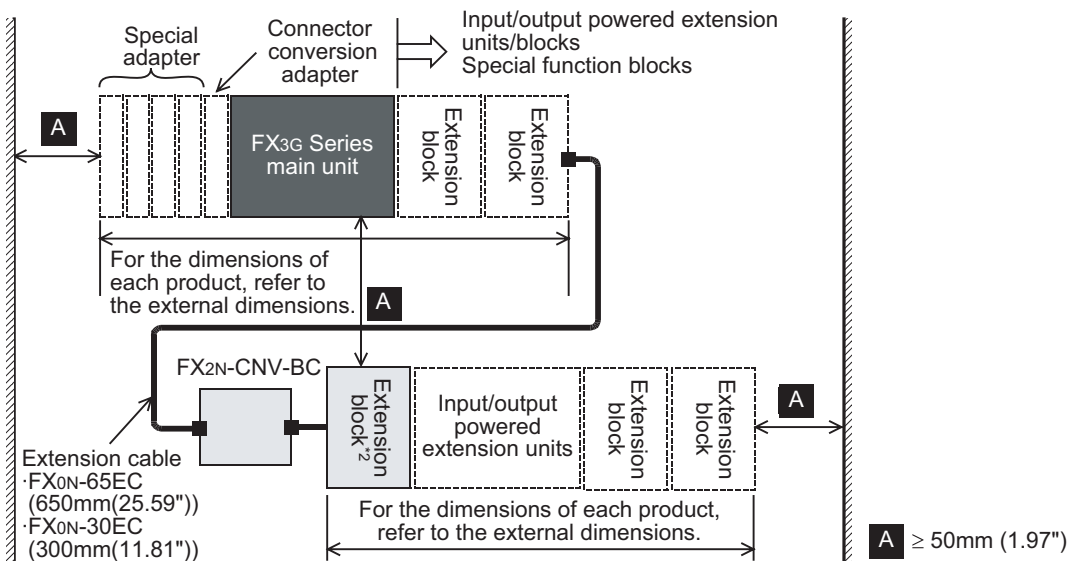 Special
adapter
Connector
conversion
adapter
Input/output powered extension
units/blocks
Special function blocks
A
FX3G Series
main unit
Extension
block
Extension
block
For the dimensions of
each product, refer to
the external dimensions.
A
FX2N-CNV-BC
Extension
block*2
Input/output
powered
extension units
Extension
block
Extension
block
A
Extension cable
·FX0N-65EC
(650mm(25.59"))
·FX0N-30EC
(300mm(11.81"))
For the dimensions of each product,
refer to the external dimensions.
A ≥ 50mm (1.97")